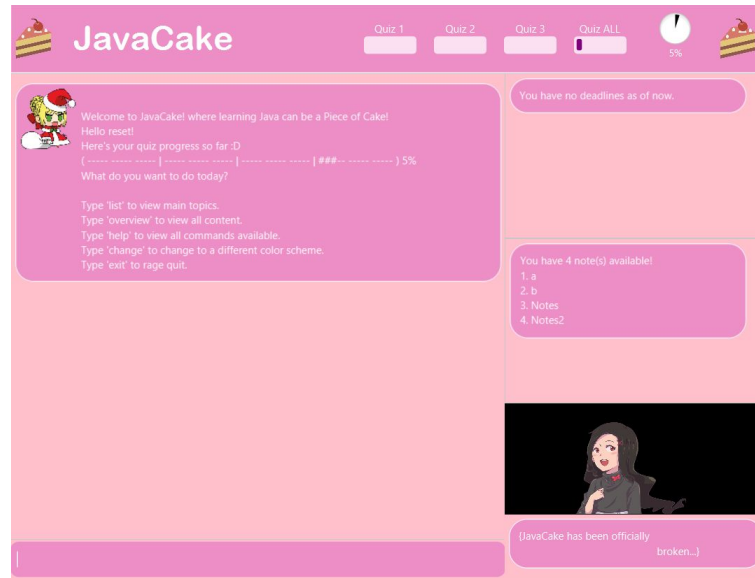 JavaCake
Quiz 1
Quiz 2
Quiz 3
Quiz ALL
5%
Welcome to JavaCake! where learning Java can be a Piece of Cake!
Hello reset!
Here's your quiz progress so far :D
( ----- ----- ----- | ----- ----- ----- | ----- ----- ----- | ###-- ----- ----- ) 5%
What do you want to do today?
Type 'list' to view main topics.
Type 'overview' to view all content.
Type 'help' to view all commands available.
Type 'change' to change to a different color scheme.
Type 'exit' to rage quit.
You have no deadlines as of now.
You have 4 note(s) available!
1. a
2. b
3. Notes
4. Notes2
{JavaCake has been officially
broken...}